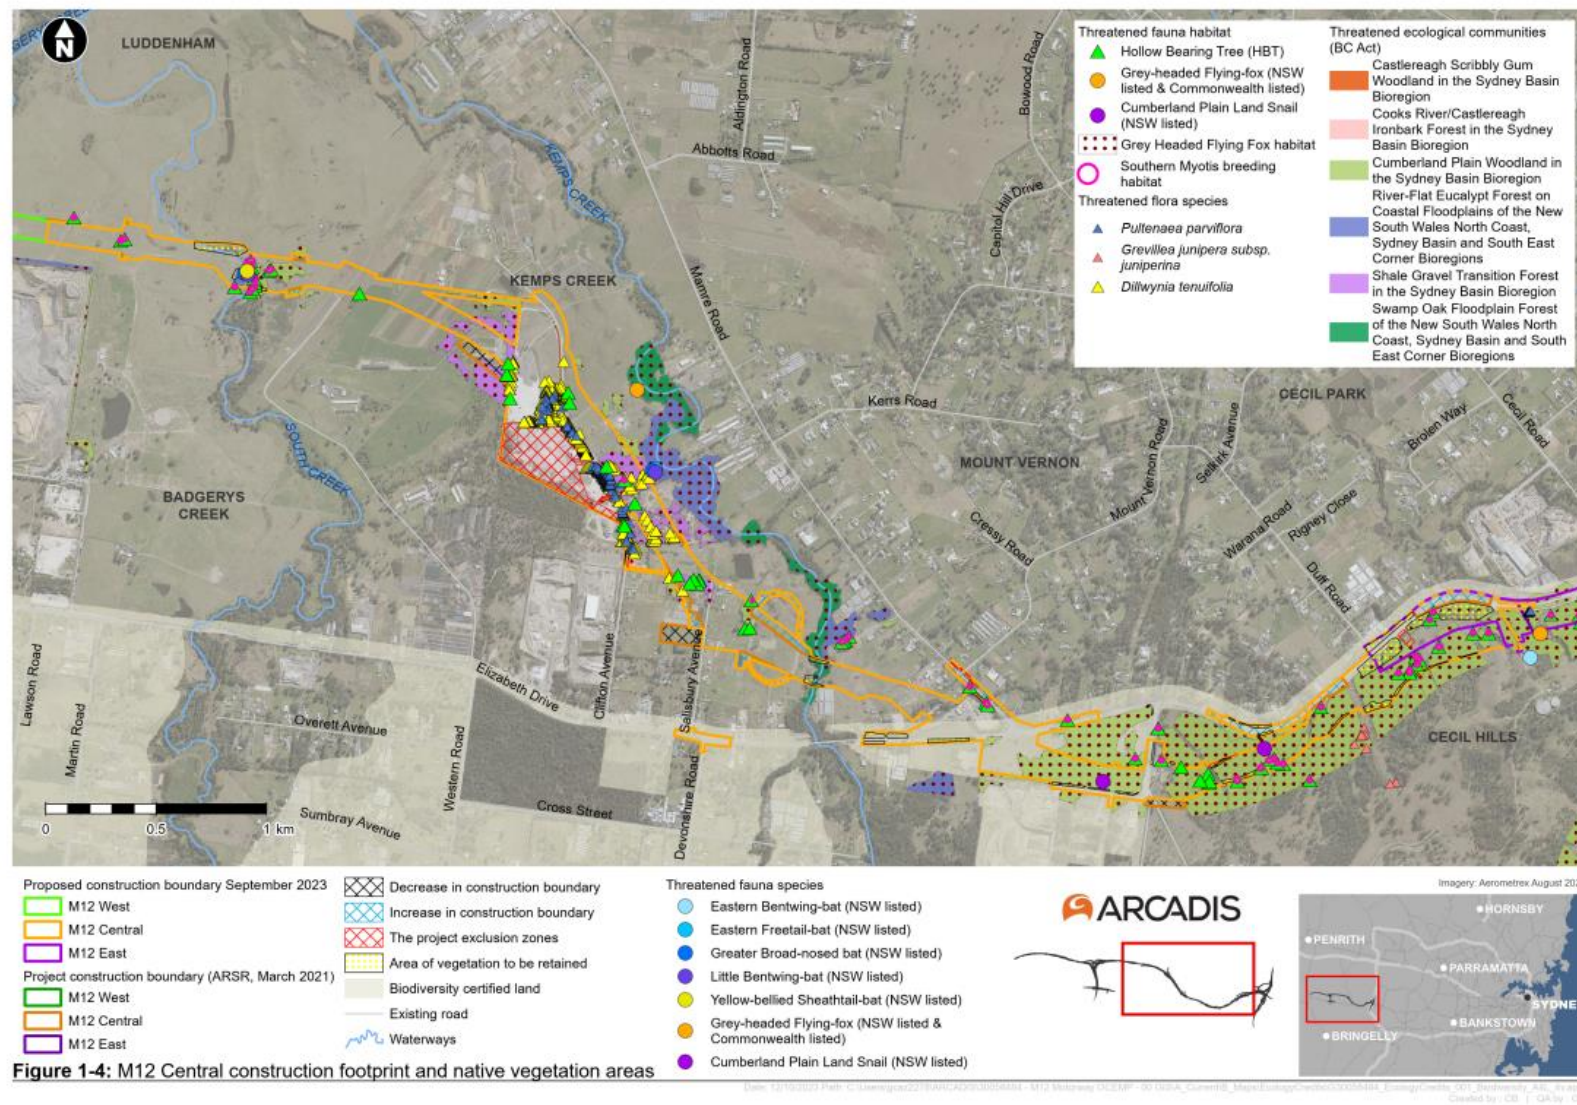 N
LUDDENHAM
KEMPS CREEK
Aldington Road
Abbotts Road
Bowood Road
Capitol Hill Drive
KEMPS CREEK
Mamre Road
Kerrs Road
CECIL PARK
Cecil Road
Brolen Way
Selkirk Avenue
MOUNT VERNON
Mount Vernon Road
Cressy Road
Warana Road
Rigney Close
Duff Road
CECIL HILLS
SOUTH CREEK
BADGERYS
CREEK
Lawson Road
Martin Road
Overett Avenue
Elizabeth Drive
Clifton Avenue
Salisbury Avenue
Western Road
Cross Street
Devonshire Road
Sumbray Avenue
0 0.5 1 km
Threatened fauna habitat
Hollow Bearing Tree (HBT)
Grey-headed Flying-fox (NSW
listed & Commonwealth listed)
Cumberland Plain Land Snail
(NSW listed)
Grey Headed Flying Fox habitat
Southern Myotis breeding
habitat
Threatened flora species
Pultenaea parviflora
Grevillea junipera subsp.
juniperina
Dillwynia tenuifolia
Threatened ecological communities
(BC Act)
Castlereagh Scribbly Gum
Woodland in the Sydney Basin
Bioregion
Cooks River/Castlereagh
Ironbark Forest in the Sydney
Basin Bioregion
Cumberland Plain Woodland in
the Sydney Basin Bioregion
River-Flat Eucalypt Forest on
Coastal Floodplains of the New
South Wales North Coast,
Sydney Basin and South East
Corner Bioregions
Shale Gravel Transition Forest
in the Sydney Basin Bioregion
Swamp Oak Floodplain Forest
of the New South Wales North
Coast, Sydney Basin and South
East Corner Bioregions
Proposed construction boundary September 2023
M12 West
M12 Central
M12 East
Project construction boundary (ARSR, March 2021)
M12 West
M12 Central
M12 East
Decrease in construction boundary
Increase in construction boundary
The project exclusion zones
Area of vegetation to be retained
Biodiversity certified land
Existing road
Waterways
Threatened fauna species
Eastern Bentwing-bat (NSW listed)
Eastern Freetail-bat (NSW listed)
Greater Broad-nosed bat (NSW listed)
Little Bentwing-bat (NSW listed)
Yellow-bellied Sheathtail-bat (NSW listed)
Grey-headed Flying-fox (NSW listed &
Commonwealth listed)
Cumberland Plain Land Snail (NSW listed)
ARCADIS
Imagery: Aerometrex August
HORNSBY
PENRITH
PARRAMATTA
SYDNE
BANKSTOWN
BRINGELLY
Figure 1-4: M12 Central construction footprint and native vegetation areas